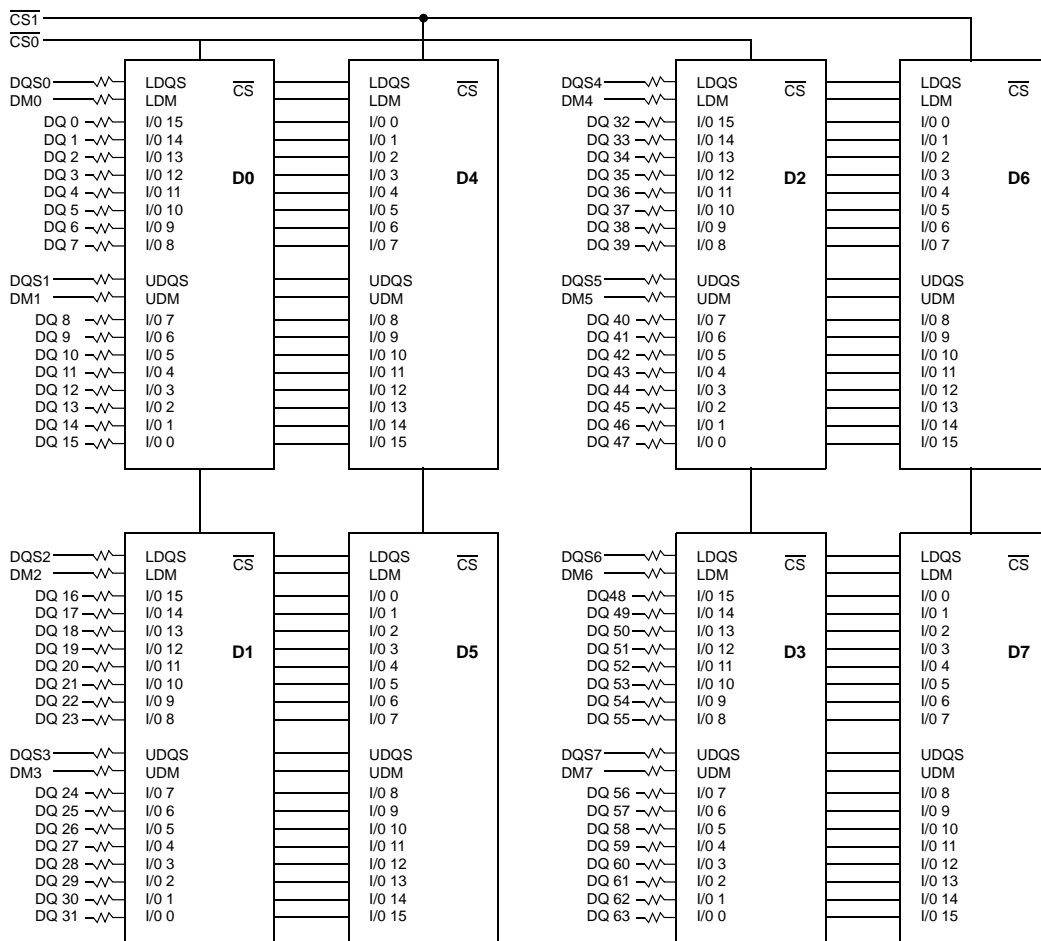 CS1
CS0
DQS0 LDQS CS LDQS CS DQS4 LDQS CS LDQS CS
DM0 LDM LDM DM4 LDM LDM
DQ 0 I/0 15 I/0 0 DQ 32 I/0 15 I/0 0
DQ 1 I/0 14 I/0 1 DQ 33 I/0 14 I/0 1
DQ 2 I/0 13 I/0 2 DQ 34 I/0 13 I/0 2
DQ 3 I/0 12 D0 I/0 3 D4 DQ 35 I/0 12 D2 I/0 3 D6
DQ 4 I/0 11 I/0 4 DQ 36 I/0 11 I/0 4
DQ 5 I/0 10 I/0 5 DQ 37 I/0 10 I/0 5
DQ 6 I/0 9 I/0 6 DQ 38 I/0 9 I/0 6
DQ 7 I/0 8 I/0 7 DQ 39 I/0 8 I/0 7
DQS1 UDQS UDQS DQS5 UDQS UDQS
DM1 UDM UDM DM5 UDM UDM
DQ 8 I/0 7 I/0 8 DQ 40 I/0 7 I/0 8
DQ 9 I/0 6 I/0 9 DQ 41 I/0 6 I/0 9
DQ 10 I/0 5 I/0 10 DQ 42 I/0 5 I/0 10
DQ 11 I/0 4 I/0 11 DQ 43 I/0 4 I/0 11
DQ 12 I/0 3 I/0 12 DQ 44 I/0 3 I/0 12
DQ 13 I/0 2 I/0 13 DQ 45 I/0 2 I/0 13
DQ 14 I/0 1 I/0 14 DQ 46 I/0 1 I/0 14
DQ 15 I/0 0 I/0 15 DQ 47 I/0 0 I/0 15
DQS2 LDQS CS LDQS CS DQS6 LDQS CS LDQS CS
DM2 LDM LDM DM6 LDM LDM
DQ 16 I/0 15 I/0 0 DQ48 I/0 15 I/0 0
DQ 17 I/0 14 I/0 1 DQ 49 I/0 14 I/0 1
DQ 18 I/0 13 I/0 2 DQ 50 I/0 13 I/0 2
DQ 19 I/0 12 D1 I/0 3 D5 DQ 51 I/0 12 D3 I/0 3 D7
DQ 20 I/0 11 I/0 4 DQ 52 I/0 11 I/0 4
DQ 21 I/0 10 I/0 5 DQ 53 I/0 10 I/0 5
DQ 22 I/0 9 I/0 6 DQ 54 I/0 9 I/0 6
DQ 23 I/0 8 I/0 7 DQ 55 I/0 8 I/0 7
DQS3 UDQS UDQS DQS7 UDQS UDQS
DM3 UDM UDM DM7 UDM UDM
DQ 24 I/0 7 I/0 8 DQ 56 I/0 7 I/0 8
DQ 25 I/0 6 I/0 9 DQ 57 I/0 6 I/0 9
DQ 26 I/0 5 I/0 10 DQ 58 I/0 5 I/0 10
DQ 27 I/0 4 I/0 11 DQ 59 I/0 4 I/0 11
DQ 28 I/0 3 I/0 12 DQ 60 I/0 3 I/0 12
DQ 29 I/0 2 I/0 13 DQ 61 I/0 2 I/0 13
DQ 30 I/0 1 I/0 14 DQ 62 I/0 1 I/0 14
DQ 31 I/0 0 I/0 15 DQ 63 I/0 0 I/0 15